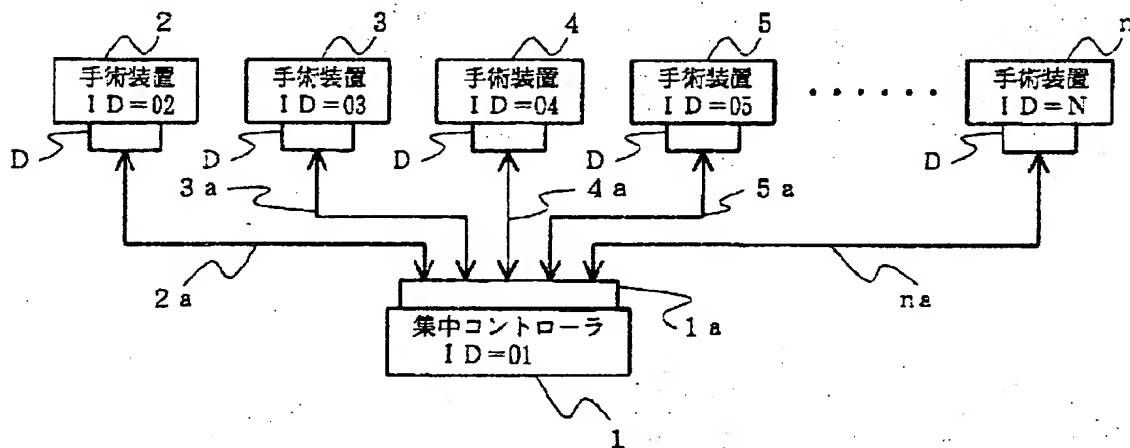 2
3
4
5
n
手術装置
ID=02
手術装置
ID=03
手術装置
ID=04
手術装置
ID=05
・・・・・・
手術装置
ID=N
D
D
D
D
D
3a
4a
5a
2a
na
1a
集中コントローラ
ID=01
1